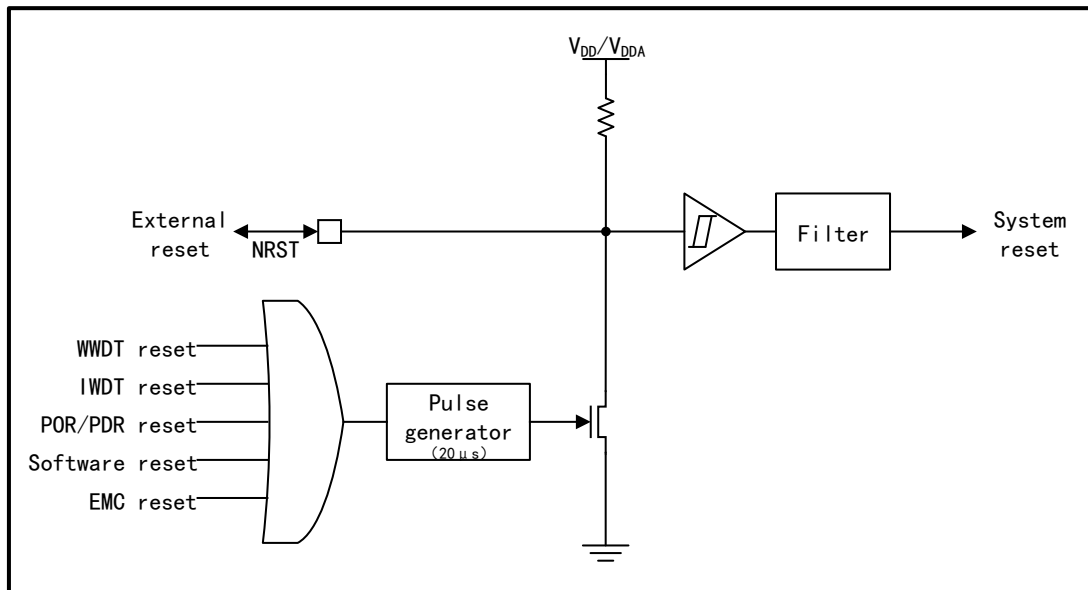 VDD/VDDA
External
reset
NRST
Filter
System
reset
WWDT reset
IWDT reset
POR/PDR reset
Software reset
EMC reset
Pulse
generator
(20μs)